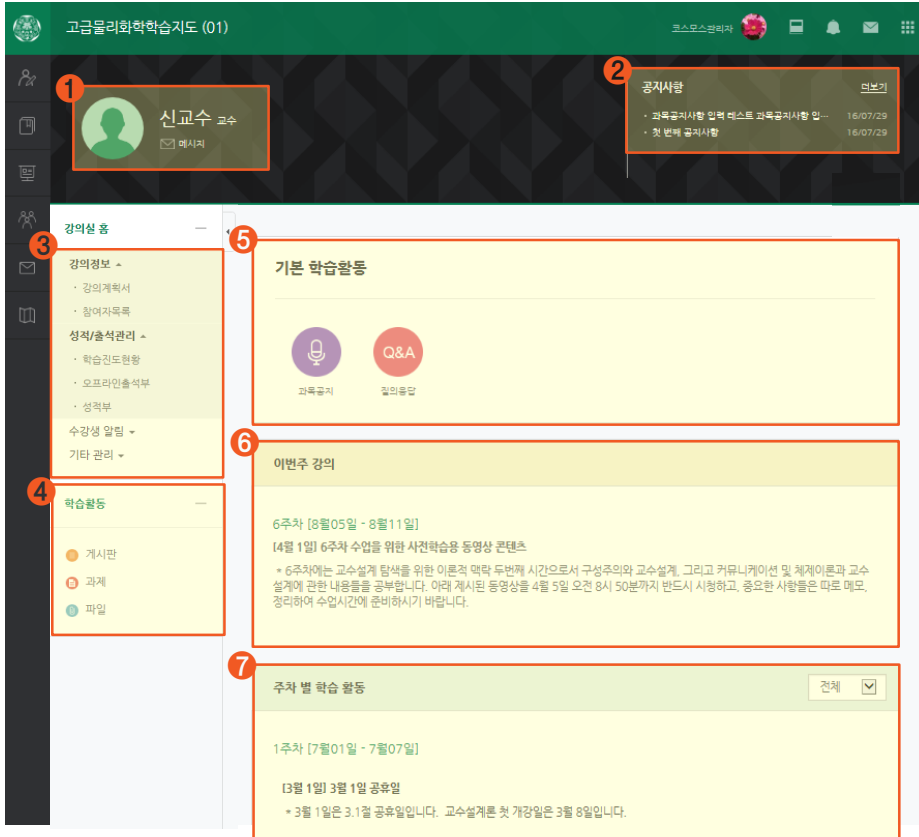 고급물리화학학습지도 (01)
코스모스관리자
1
신교수 교수
메시지
2
공지사항
더보기
· 과목공지사항 입력 테스트 과목공지사항 입… 16/07/29
· 첫 번째 공지사항 16/07/29
강의실 홈
3
강의정보
· 강의계획서
· 참여자목록
성적/출석관리
· 학습진도현황
· 오프라인출석부
· 성적부
수강생 알림
기타 관리
4
학습활동
게시판
과제
파일
5
기본 학습활동
Q&A
과목공지
질의응답
6
이번주 강의
6주차 [8월05일 - 8월11일]
[4월 1일] 6주차 수업을 위한 사전학습용 동영상 콘텐츠
* 6주차에는 교수설계 탐색을 위한 이론적 맥락 두번째 시간으로서 구성주의와 교수설계, 그리고 커뮤니케이션 및 체제이론과 교수
설계에 관한 내용들을 공부합니다. 아래 제시된 동영상을 4월 5일 오전 8시 50분까지 반드시 시청하고, 중요한 사항들은 따로 메모,
정리하여 수업시간에 준비하시기 바랍니다.
7
주차 별 학습 활동
전체
1주차 [7월01일 - 7월07일]
[3월 1일] 3월 1일 공휴일
* 3월 1일은 3.1절 공휴일입니다. 교수설계론 첫 개강일은 3월 8일입니다.